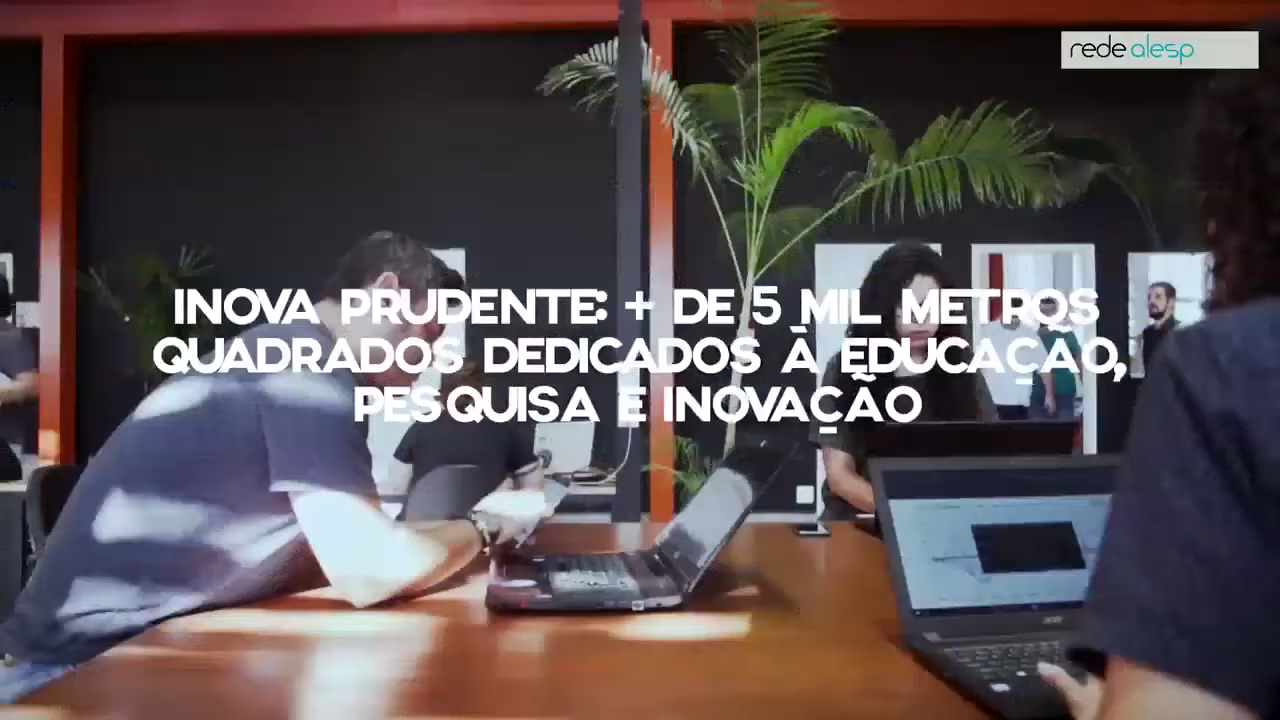 rede alesp
INOVA PRUDENTE: + DE 5 MIL METROS
QUADRADOS DEDICADOS À EDUCAÇÃO,
PESQUISA E INOVAÇÃO